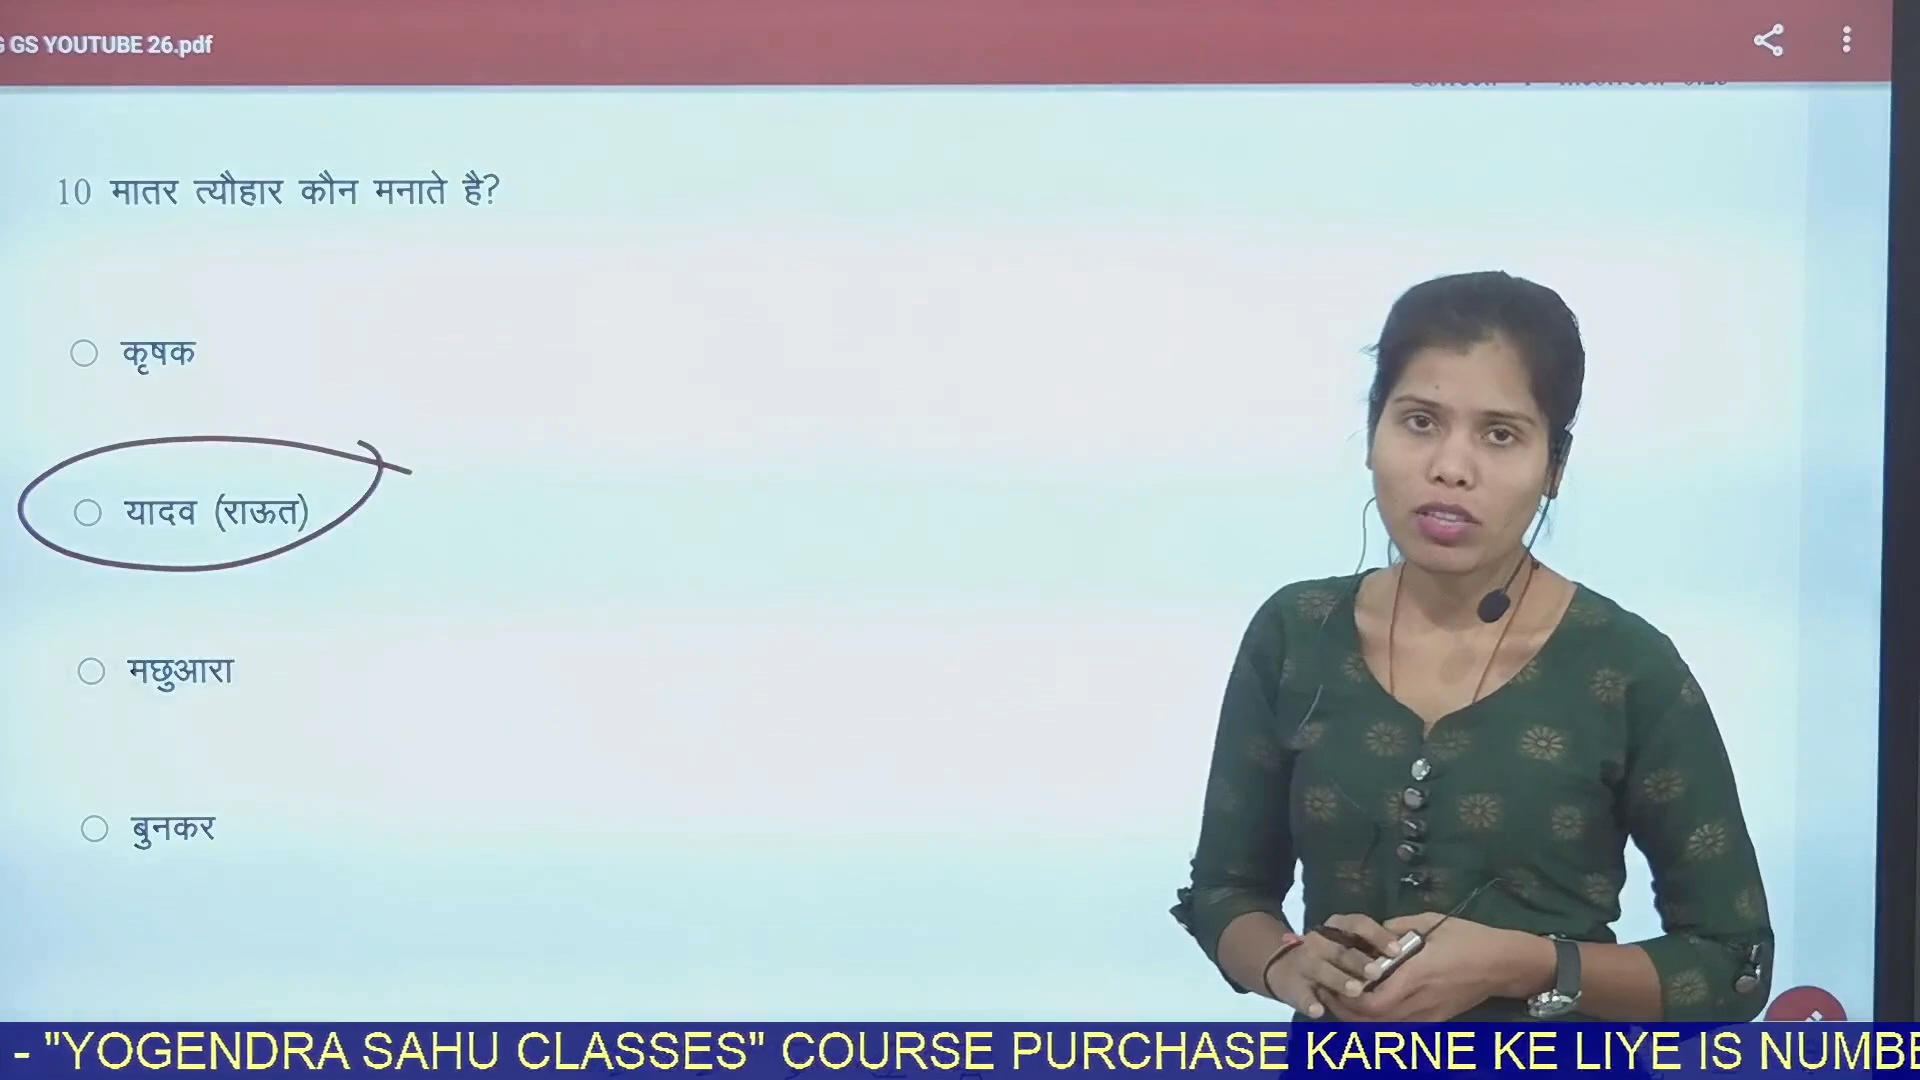 GS YOUTUBE 26.pdf
10 मातर त्यौहार कौन मनाते है?
कृषक
यादव (राऊत)
मछुआरा
बुनकर
- "YOGENDRA SAHU CLASSES" COURSE PURCHASE KARNE KE LIYE IS NUMBE